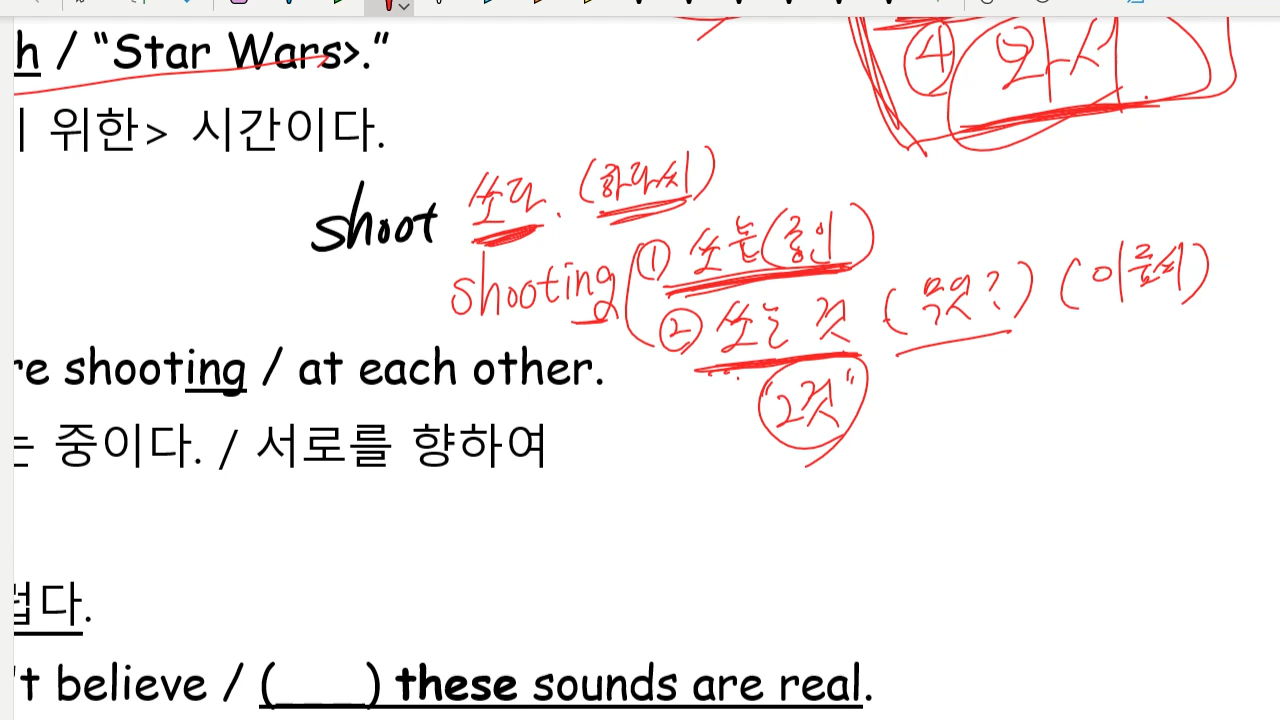 h / “Star Wars>.”
④ 와서
위한> 시간이다.
shoot 쏘다. (하라씨)
shooting ① 쏘는(중인)
② 쏘는 것 (무엇?) (이름씨)
"그것"
re shooting / at each other.
는 중이다. / 서로를 향하여
럽다.
't believe / (___) these sounds are real.